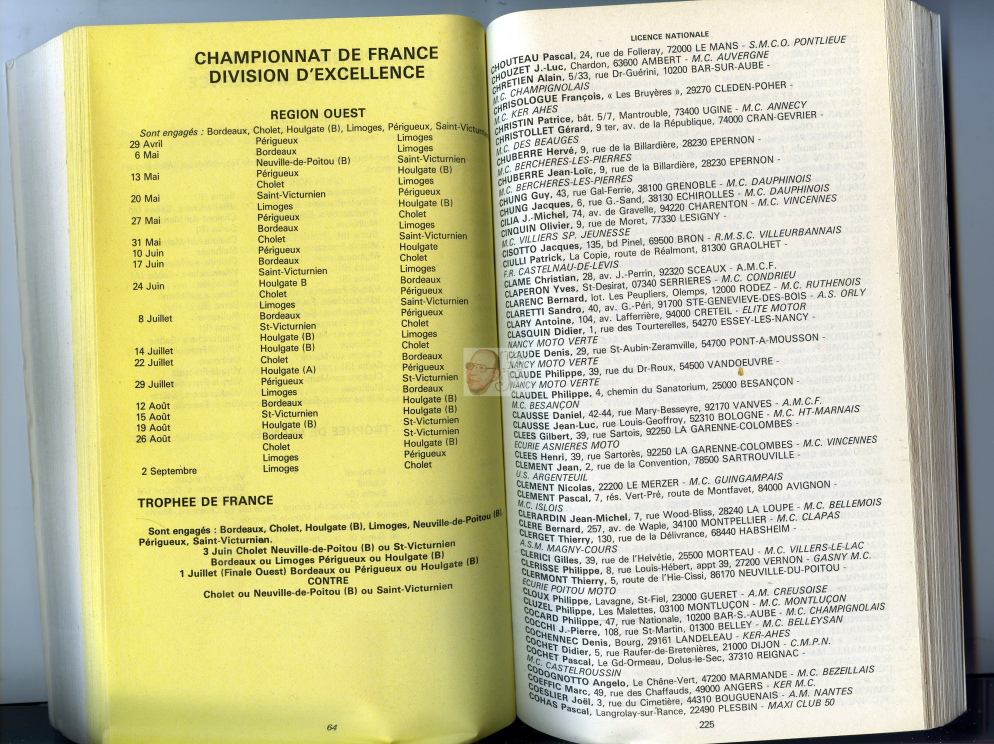 CHAMPIONNAT DE FRANCE
DIVISION D'EXCELLENCE
REGION OUEST
Sont engagés : Bordeaux, Cholet, Houlgate (B), Limoges, Périgueux, Saint-Victurnien
29 Avril Périgueux Limoges
6 Mai Bordeaux Limoges
Neuville-de-Poitou (B) Saint-Victurnien
13 Mai Périgueux Houlgate (B)
Cholet Limoges
20 Mai Saint-Victurnien Périgueux
Limoges Houlgate (B)
27 Mai Périgueux Cholet
Bordeaux Limoges
31 Mai Cholet Saint-Victurnien
10 Juin Périgueux Houlgate
17 Juin Bordeaux Cholet
Saint-Victurnien Limoges
24 Juin Houlgate B Bordeaux
Cholet Périgueux
Limoges Saint-Victurnien
8 Juillet Bordeaux Périgueux
St-Victurnien Cholet
Houlgate (B) Limoges
14 Juillet Houlgate (B) Cholet
22 Juillet Cholet Bordeaux
Houlgate (A) Périgueux
29 Juillet Périgueux St-Victurnien
Limoges Bordeaux
12 Août Bordeaux Houlgate (B)
15 Août St-Victurnien Houlgate (B)
19 Août Houlgate (B) St-Victurnien
26 Août Bordeaux St-Victurnien
Cholet Houlgate (B)
Limoges Périgueux
2 Septembre Limoges Cholet
TROPHEE DE FRANCE
Sont engagés : Bordeaux, Cholet, Houlgate (B), Limoges, Neuville-de-Poitou (B)
Périgueux, Saint-Victurnien.
3 Juin Cholet Neuville-de-Poitou (B) ou St-Victurnien
Bordeaux ou Limoges Périgueux ou Houlgate (B)
1 Juillet (Finale Ouest) Bordeaux ou Périgueux ou Houlgate (B)
CONTRE
Cholet ou Neuville-de-Poitou (B) ou Saint-Victurnien
64
LICENCE NATIONALE
CHOUTEAU Pascal, 24, rue de Folleray, 72000 LE MANS - S.M.C.O. PONTLIEUE
CHOUZET J.-Luc, Chardon, 63600 AMBERT - M.C. AUVERGNE
CHRETIEN Alain, 5/33, rue Dr-Guérini, 10200 BAR-SUR-AUBE -
M.C. CHAMPIGNOLAIS
CHRISOLOGUE François, « Les Bruyères », 29270 CLEDEN-POHER -
M.C. KER AHES
CHRISTIN Patrice, bât. 5/7, Mantrouble, 73400 UGINE - M.C. ANNECY
CHRISTOLLET Gérard, 9 ter, av. de la République, 74000 CRAN-GEVRIER -
M.C. DES BEAUGES
CHUBERRE Hervé, 9, rue de la Billardière, 28230 EPERNON -
M.C. BERCHERES-LES-PIERRES
CHUBERRE Jean-Loïc, 9, rue de la Billardière, 28230 EPERNON -
M.C. BERCHERES-LES-PIERRES
CHUNG Guy, 43, rue Gal-Ferrie, 38100 GRENOBLE - M.C. DAUPHINOIS
CHUNG Jacques, 6, rue G.-Sand, 38130 ECHIROLLES - M.C. DAUPHINOIS
CILIA J.-Michel, 74, av. de Gravelle, 94220 CHARENTON - M.C. VINCENNES
CINQUIN Olivier, 9, rue de Moret, 77330 LESIGNY -
M.C. VILLIERS SP. JEUNESSE
CISOTTO Jacques, 135, bd Pinel, 69500 BRON - R.M.S.C. VILLEURBANNAIS
CIULLI Patrick, La Copie, route de Réalmont, 81300 GRAOLHET -
F.R. CASTELNAU-DE-LEVIS
CLAME Christian, 28, av. J.-Perrin, 92320 SCEAUX - A.M.C.F.
CLAPERON Yves, St-Desirat, 07340 SERRIERES - M.C. CONDRIEU
CLARENC Bernard, lot. Les Peupliers, Olemps, 12000 RODEZ - M.C. RUTHENOIS
CLARETTI Sandro, 40, av. G.-Péri, 91700 STE-GENEVIEVE-DES-BOIS - A.S. ORLY
CLARY Antoine, 104, av. Lafferrière, 94000 CRETEIL - ELITE MOTOR
CLASQUIN Didier, 1, rue des Tourterelles, 54270 ESSEY-LES-NANCY -
NANCY MOTO VERTE
CLAUDE Denis, 29, rue St-Aubin-Zeramville, 54700 PONT-A-MOUSSON -
NANCY MOTO VERTE
CLAUDE Philippe, 39, rue du Dr-Roux, 54500 VANDOEUVRE -
NANCY MOTO VERTE
CLAUDEL Philippe, 4, chemin du Sanatorium, 25000 BESANÇON -
M.C. BESANÇON
CLAUSSE Daniel, 42-44, rue Mary-Besseyre, 92170 VANVES - A.M.C.F.
CLAUSSE Jean-Luc, rue Louis-Geoffroy, 52310 BOLOGNE - M.C. HT-MARNAIS
CLEES Gilbert, 39, rue Sartois, 92250 LA GARENNE-COLOMBES -
ECURIE ASNIERES MOTO
CLEES Henri, 39, rue Sartorès, 92250 LA GARENNE-COLOMBES - M.C. VINCENNES
CLEMENT Jean, 2, rue de la Convention, 78500 SARTROUVILLE -
U.S. ARGENTEUIL
CLEMENT Nicolas, 22200 LE MERZER - M.C. GUINGAMPAIS
CLEMENT Pascal, 7, rés. Vert-Pré, route de Montfavet, 84000 AVIGNON -
M.C. ISLOIS
CLERARDIN Jean-Michel, 7, rue Wood-Bliss, 28240 LA LOUPE - M.C. BELLEMOIS
CLERE Bernard, 257, av. de Waple, 34100 MONTPELLIER - M.C. CLAPAS
CLERGET Thierry, 130, rue de la Délivrance, 68440 HABSHEIM -
A.S.M. MAGNY-COURS
CLERICI Gilles, 39, rue de l'Helvétie, 25500 MORTEAU - M.C. VILLERS-LE-LAC
CLERISSE Philippe, 8, rue Louis-Hébert, appt 39, 27200 VERNON - GASNY M.C.
CLERMONT Thierry, 5, route de l'Hie-Cissi, 86170 NEUVILLE-DU-POITOU -
ECURIE POITOU MOTO
CLOUX Philippe, Lavagne, St-Fiel, 23000 GUERET - A.M. CREUSOISE
CLUZEL Philippe, Les Malettes, 03100 MONTLUÇON - M.C. MONTLUÇON
COCARD Philippe, 47, rue Nationale, 10200 BAR-S.-AUBE - M.C. CHAMPIGNOLAIS
COCCHI J.-Pierre, 108, rue St-Martin, 01300 BELLEY - M.C. BELLEYSAN
COCHENNEC Denis, Bourg, 29161 LANDELEAU - KER-AHES
COCHET Didier, 5, rue Raufer-de-Bretenières, 21000 DIJON - C.M.P.N.
COCHET Pascal, Le Gd-Ormeau, Dolus-le-Sec, 37310 REIGNAC -
M.C. CASTELROUSSIN
CODOGNOTTO Angelo, Le Chêne-Vert, 47200 MARMANDE - M.C. BEZEILLAIS
COEFFIC Marc, 49, rue des Chaffauds, 49000 ANGERS - KER M.C.
COESLIER Joël, 3, rue du Cimetière, 44310 BOUGUENAIS - A.M. NANTES
COHAS Pascal, Langrolay-sur-Rance, 22490 PLESBIN - MAXI CLUB 50
225